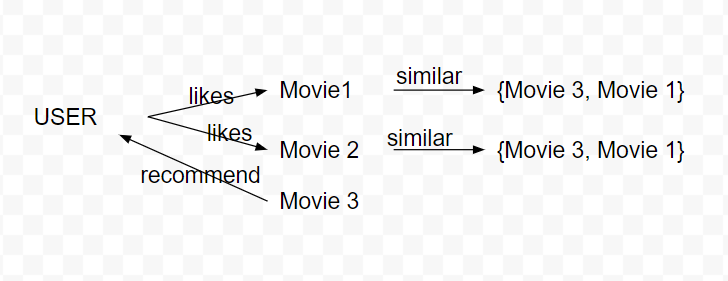 similar
likes
Movie1
{Movie 3, Movie 1}
USER
likes
similar
Movie 2
{Movie 3, Movie 1}
recommend
Movie 3